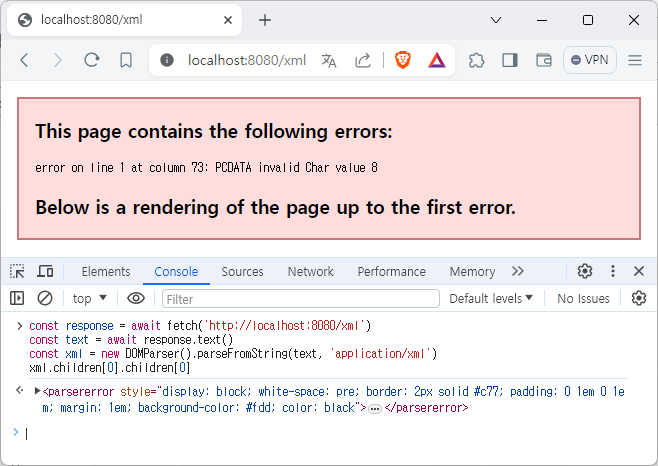 localhost:8080/xml
localhost:8080/xml
VPN
This page contains the following errors:
error on line 1 at column 73: PCDATA invalid Char value 8
Below is a rendering of the page up to the first error.
Elements Console Sources Network Performance Memory
top Filter Default levels No Issues
const response = await fetch('http://localhost:8080/xml')
const text = await response.text()
const xml = new DOMParser().parseFromString(text, 'application/xml')
xml.children[0].children[0]
<parsererror style="display: block; white-space: pre; border: 2px solid #c77; padding: 0 1em 0 1e
m; margin: 1em; background-color: #fdd; color: black">…</parsererror>